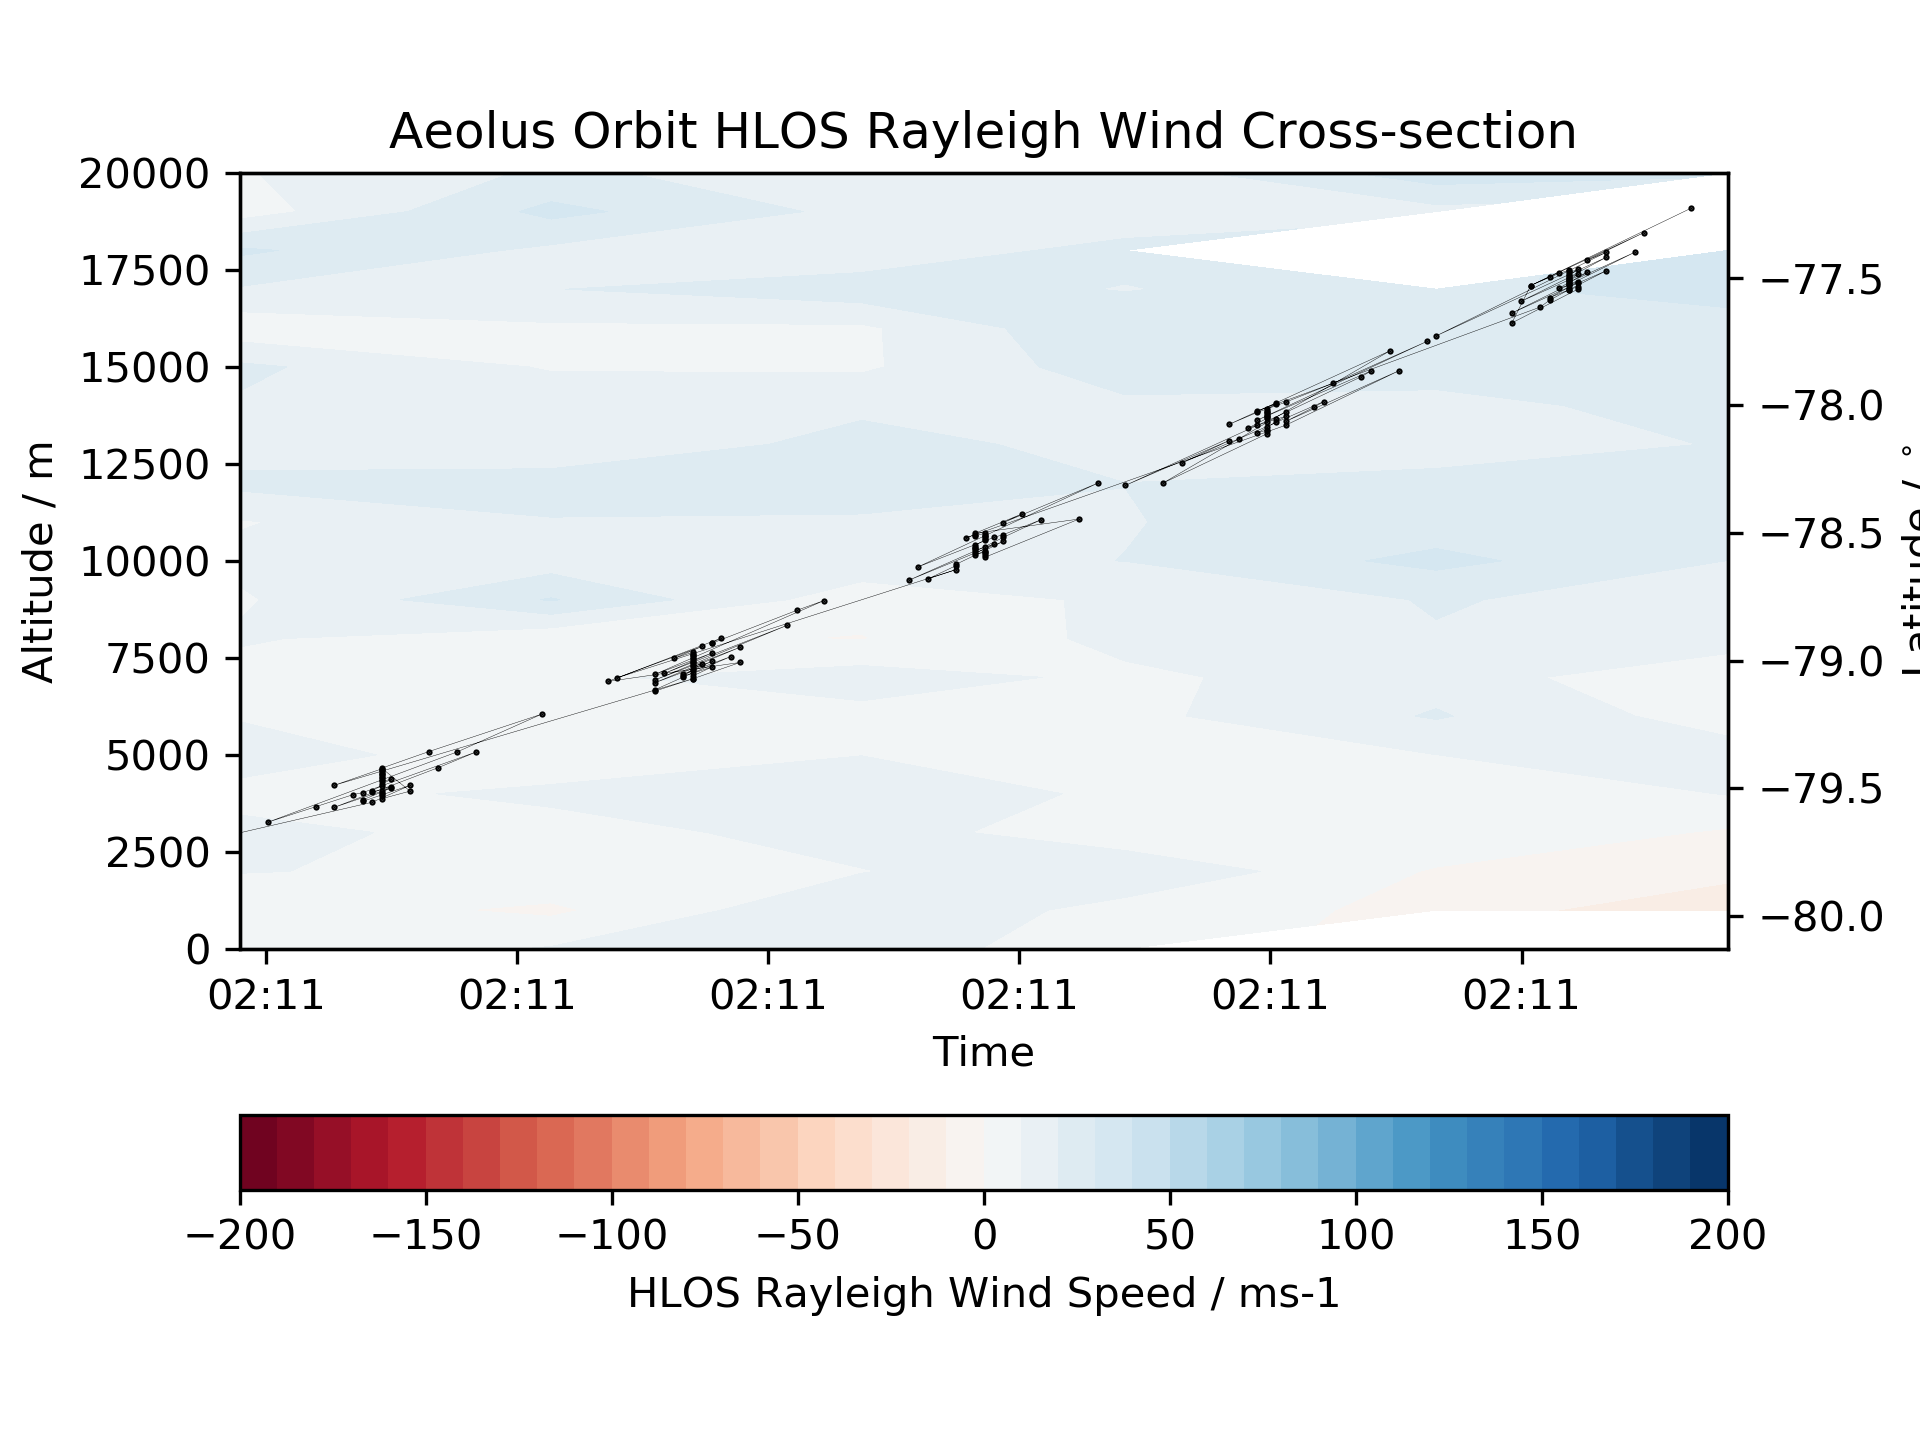 Aeolus Orbit HLOS Rayleigh Wind Cross-section
20000
17500
15000
12500
10000
7500
5000
2500
0
Altitude / m
−77.5
−78.0
−78.5
−79.0
−79.5
−80.0
Latitude / °
02:11 02:11 02:11 02:11 02:11 02:11
Time
−200 −150 −100 −50 0 50 100 150 200
HLOS Rayleigh Wind Speed / ms-1